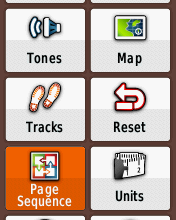 Tones Map
Tracks Reset
Page
Sequence Units